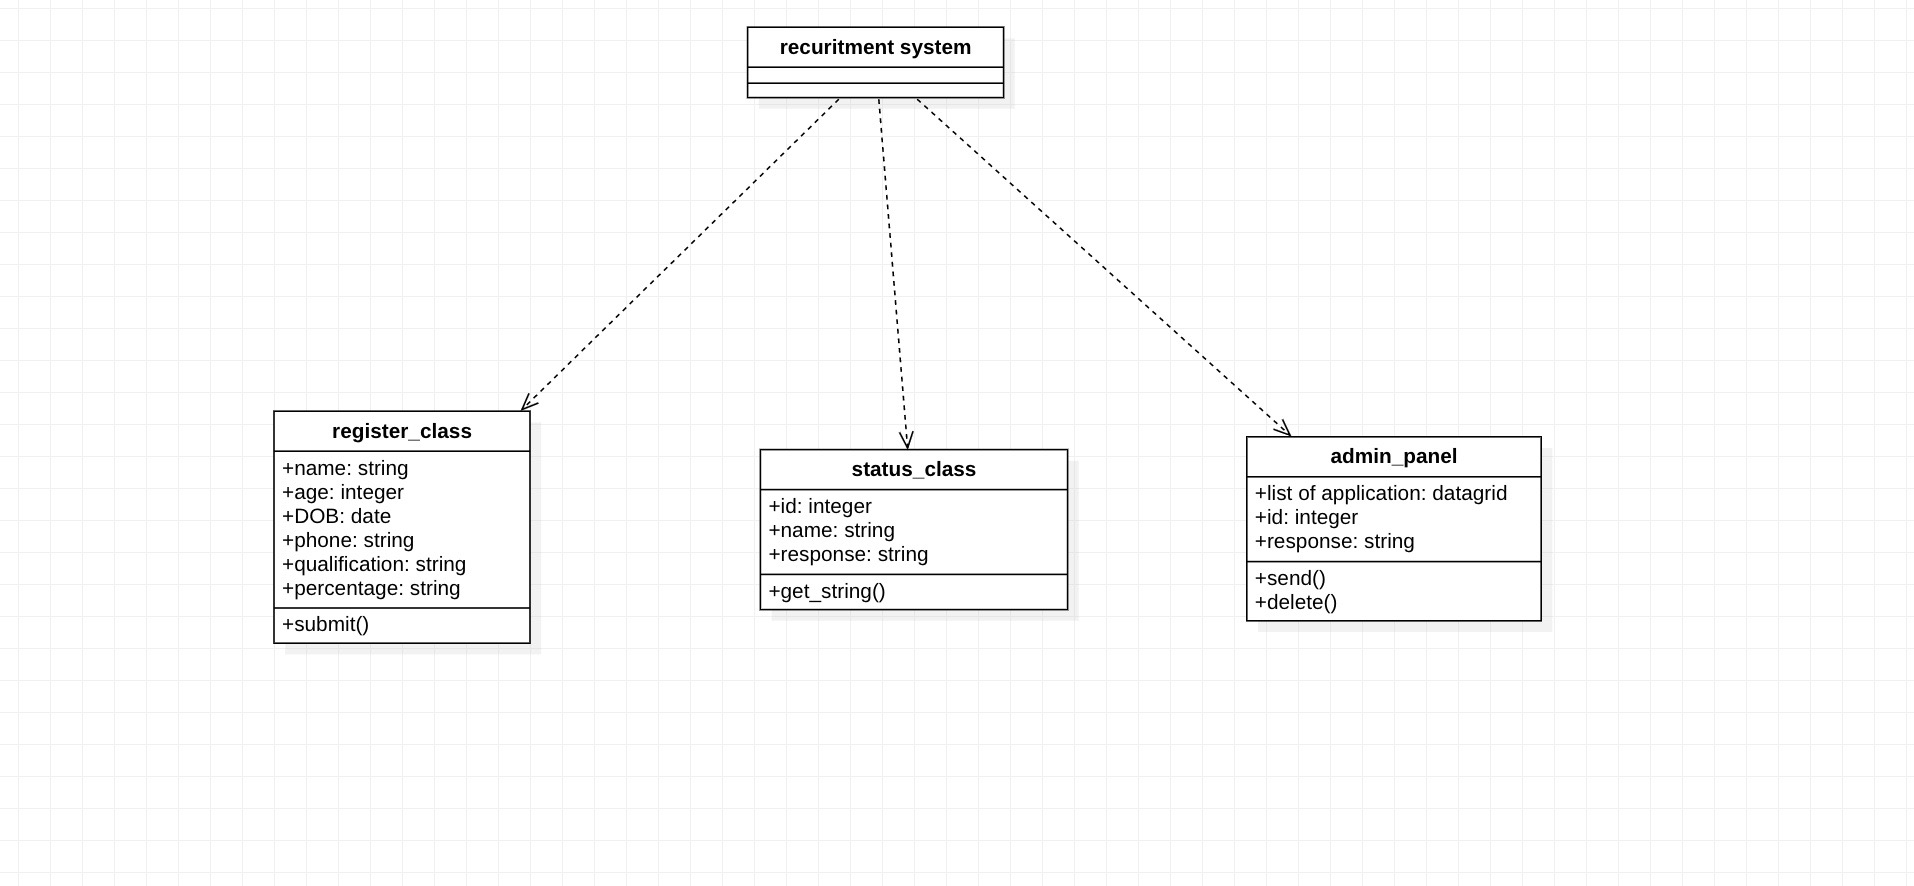 recuritment system
register_class
+name: string
+age: integer
+DOB: date
+phone: string
+qualification: string
+percentage: string
+submit()
status_class
+id: integer
+name: string
+response: string
+get_string()
admin_panel
+list of application: datagrid
+id: integer
+response: string
+send()
+delete()